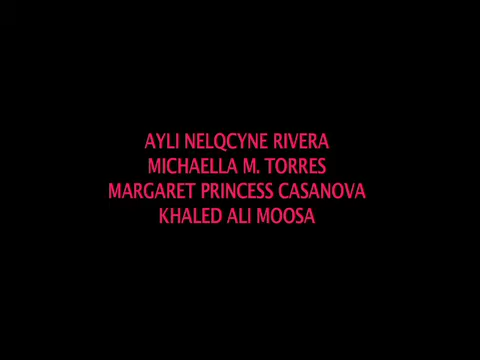 AYLI NELQCYNE RIVERA
MICHAELLA M. TORRES
MARGARET PRINCESS CASANOVA
KHALED ALI MOOSA